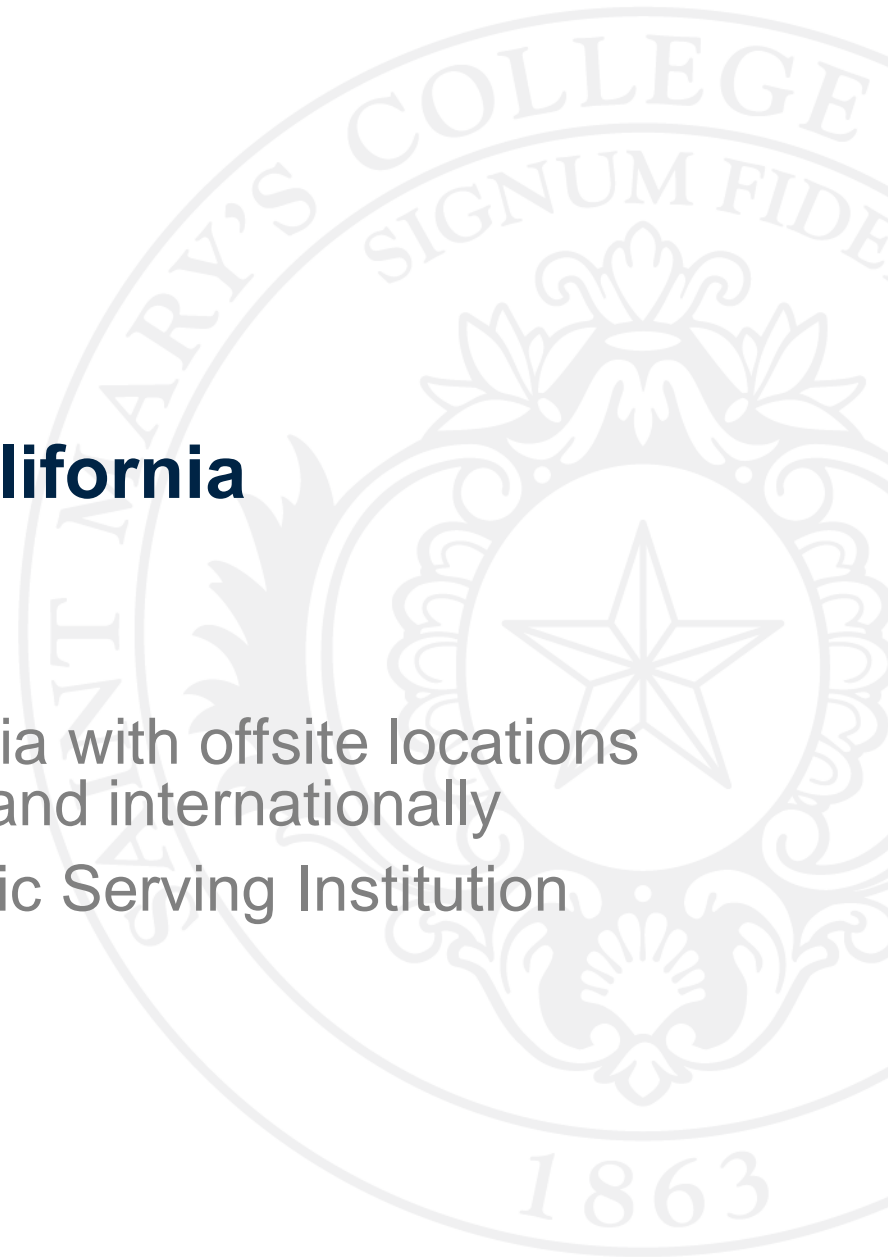 SAINT MARY'S COLLEGE
SIGNUM FIDE
lifornia
ia with offsite locations
and internationally
ic Serving Institution
1863